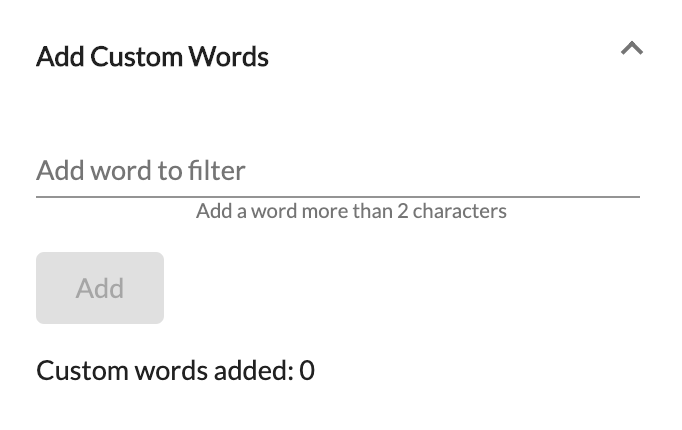 Add Custom Words
Add word to filter
Add a word more than 2 characters
Add
Custom words added: 0